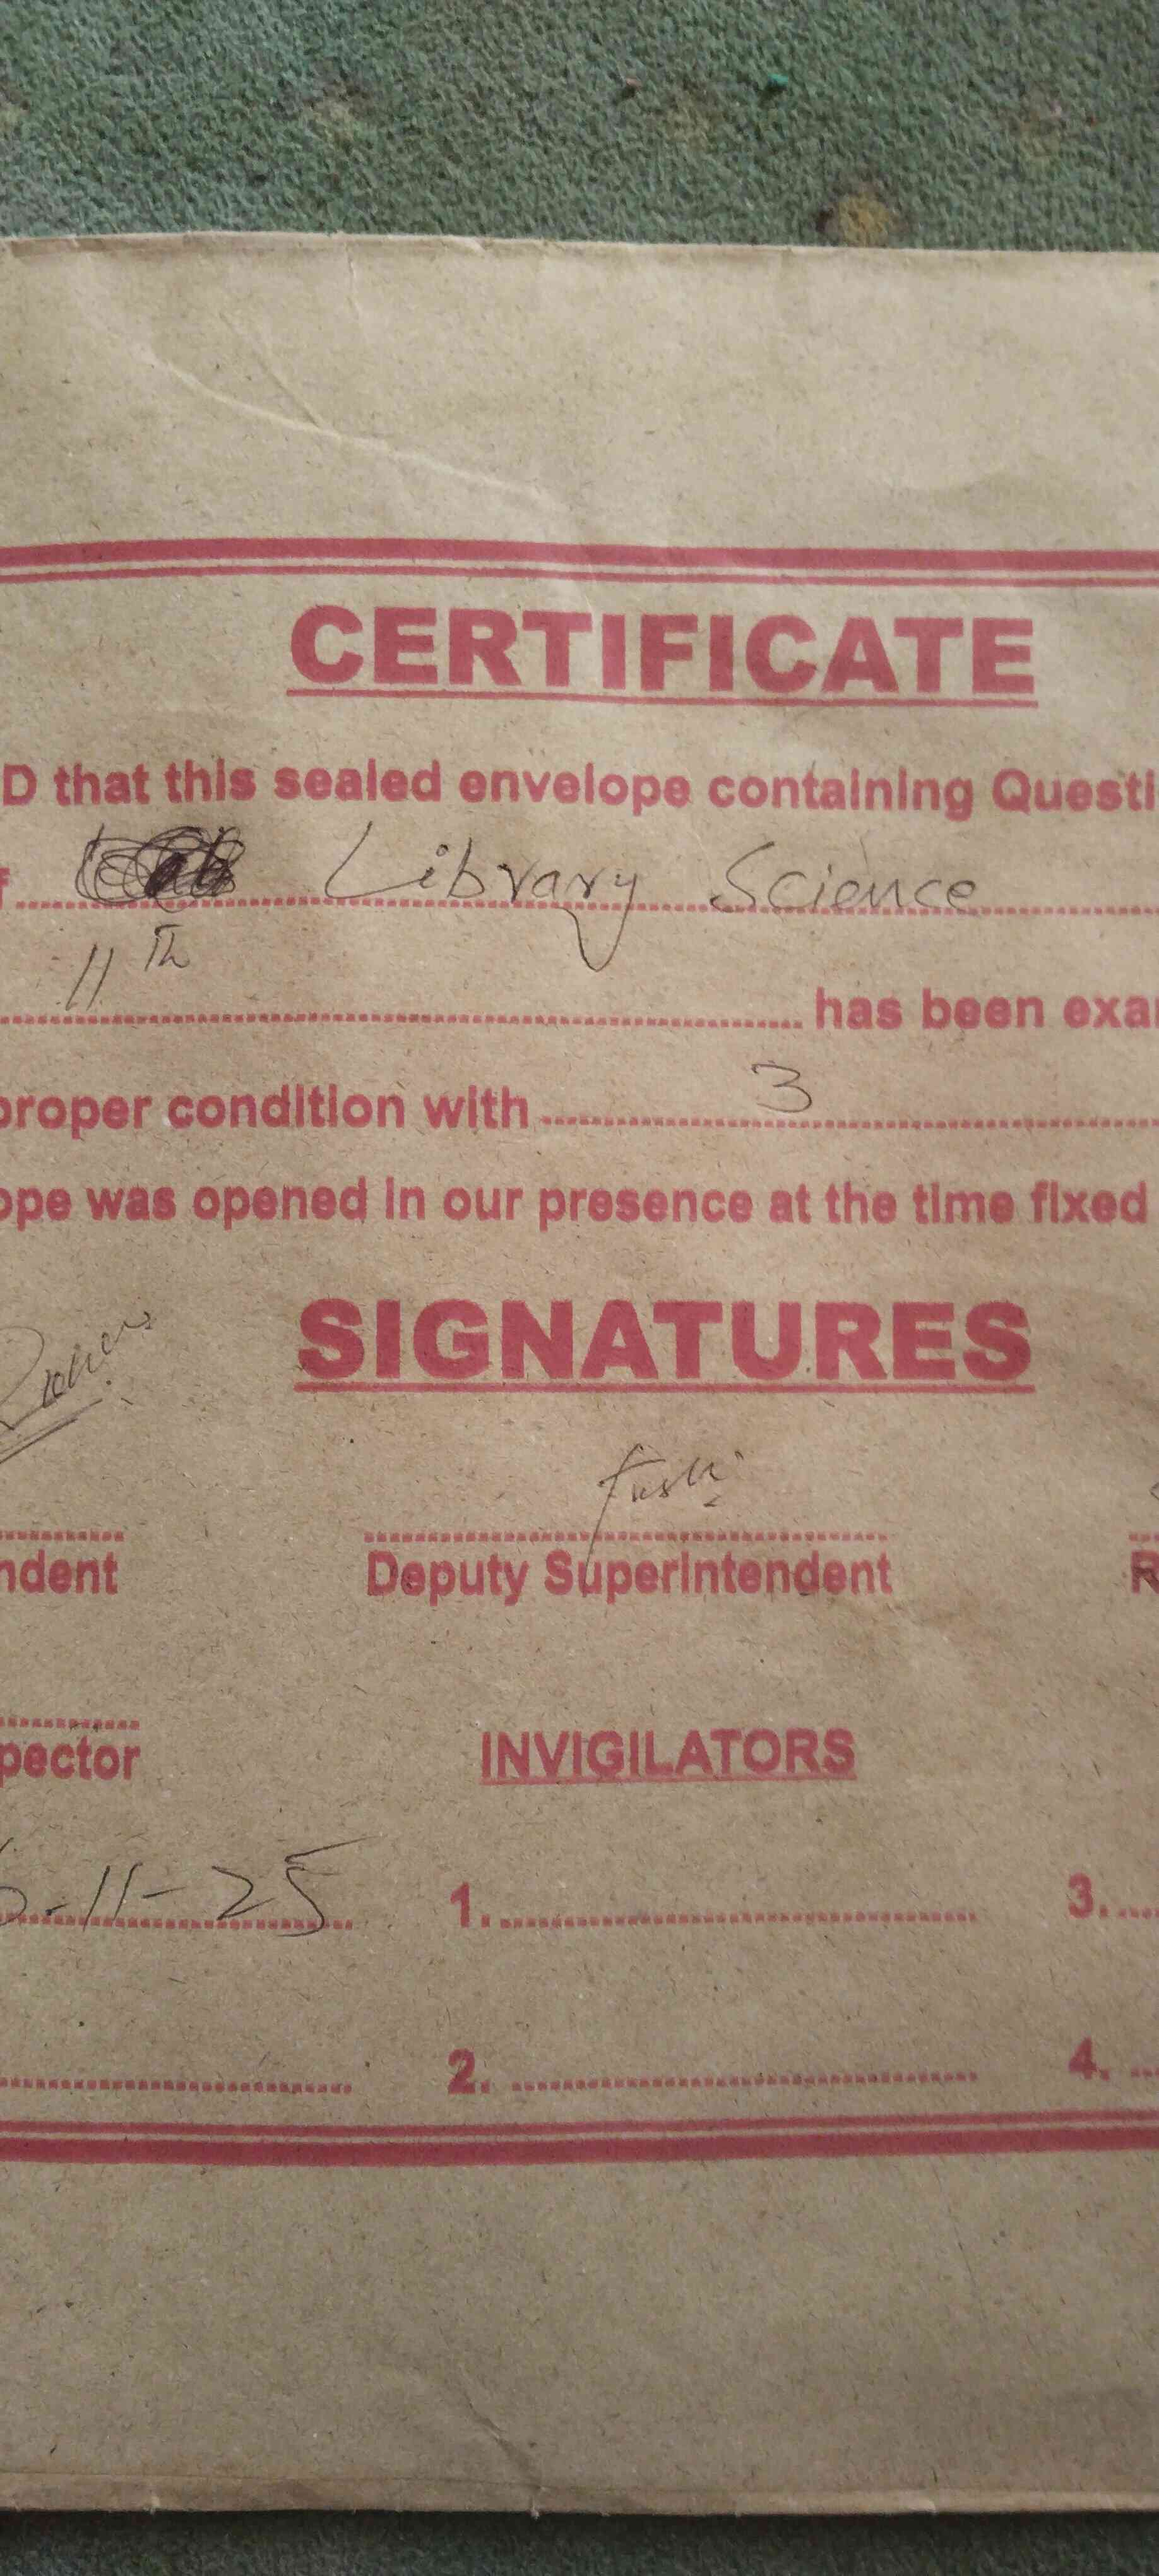 CERTIFICATE
D that this sealed envelope containing Questi
f Library Science
11th has been exa
proper condition with 3
ope was opened in our presence at the time fixed
SIGNATURES
ndent Deputy Superintendent R
pector INVIGILATORS
-11-25 1. 3.
2. 4.